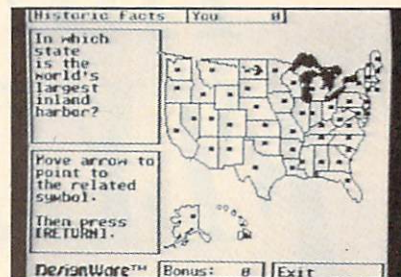 Historic Facts You: 0
In which
state
is the
world's
largest
inland
harbor?
Move arrow to
point to
the related
symbol.
Then press
[RETURN].
DesignWare™ Bonus: 0 Exit